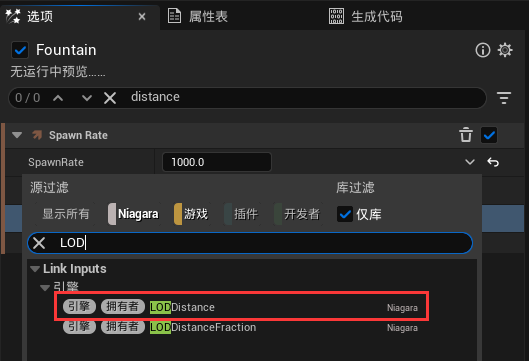 选项 × 属性表 生成代码
Fountain
无运行中预览......
0 / 0 distance
Spawn Rate
SpawnRate 1000.0
源过滤 库过滤
显示所有 Niagara 游戏 插件 开发者 仅库
LOD
Link Inputs
引擎
引擎 拥有者 LODDistance Niagara
引擎 拥有者 LODDistanceFraction Niagara